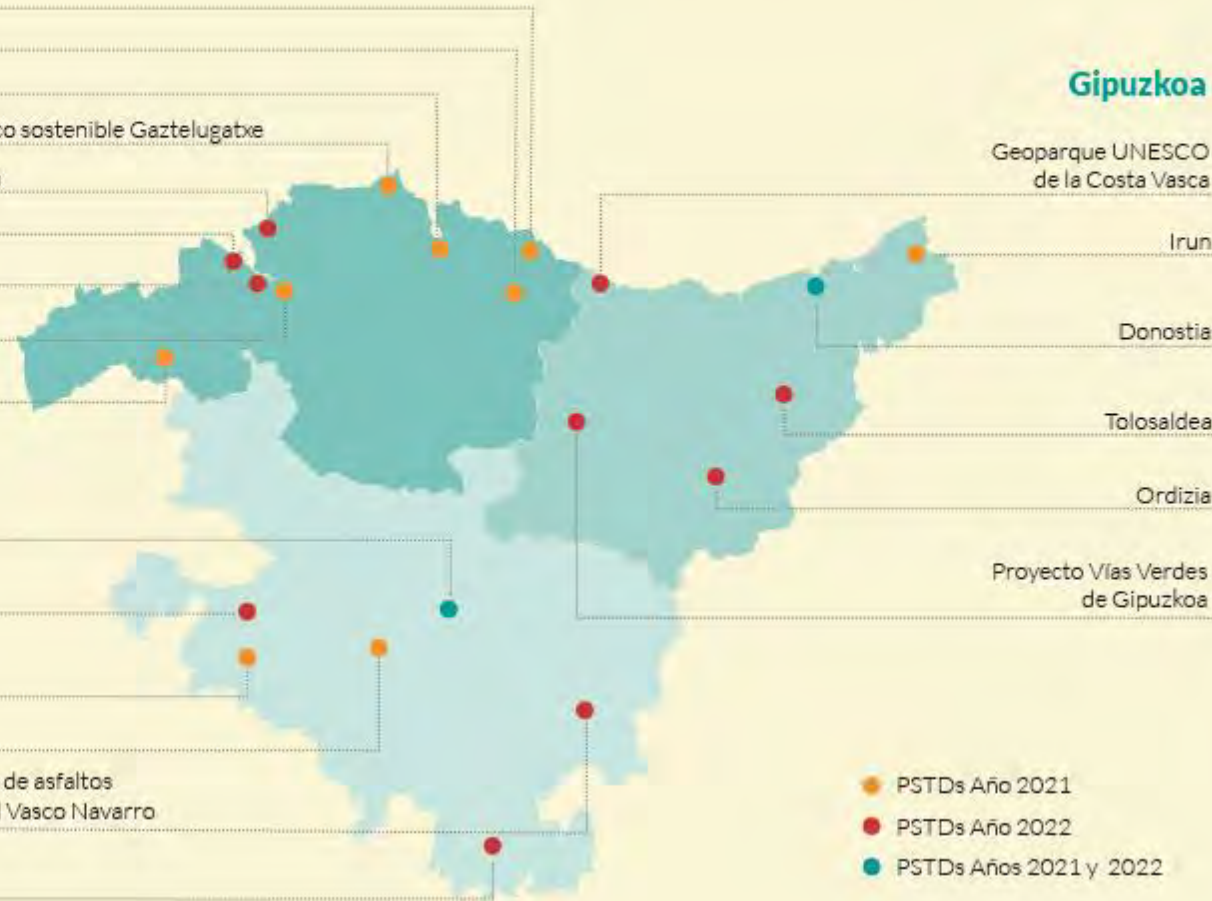 co sostenible Gaztelugatxe
de asfaltos
l Vasco Navarro
Gipuzkoa
Geoparque UNESCO
de la Costa Vasca
Irun
Donostia
Tolosaldea
Ordizia
Proyecto Vías Verdes
de Gipuzkoa
PSTDs Año 2021
PSTDs Año 2022
PSTDs Años 2021 y 2022